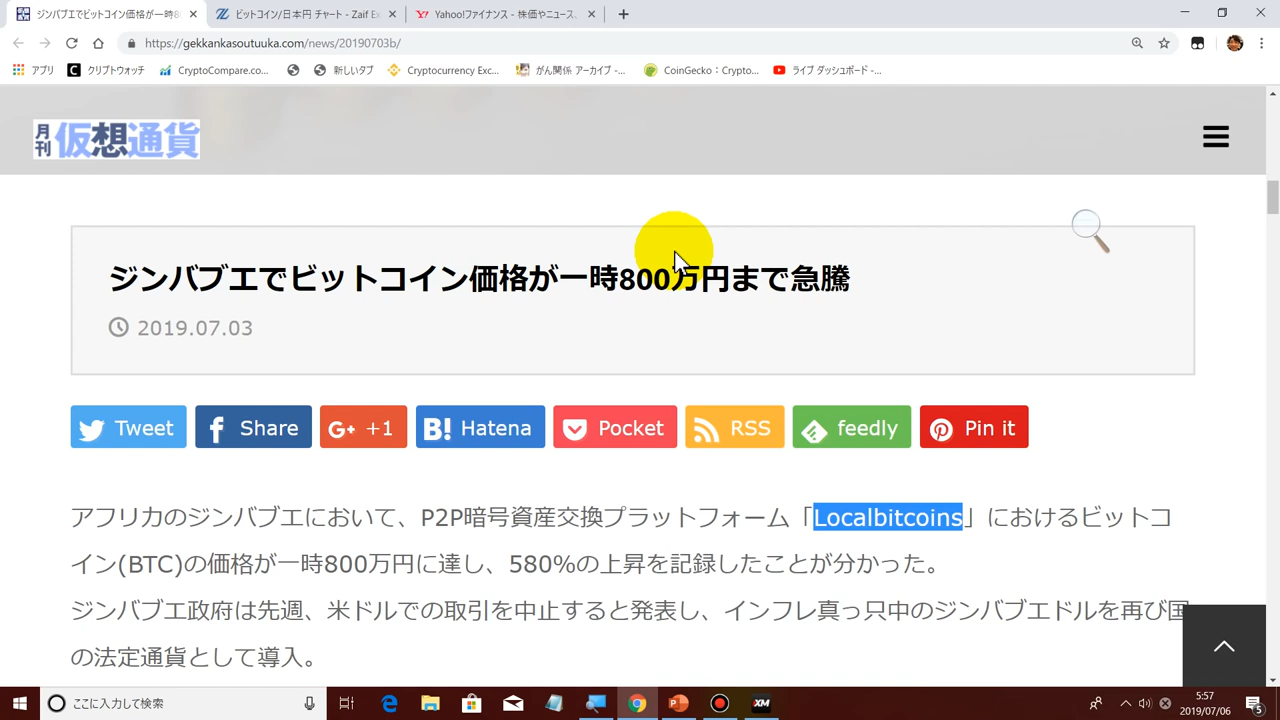 ジンバブエでビットコイン価格が一時8
ビットコイン/日本円 チャート - Zaif Ex
Yahoo!ファイナンス - 株価やニュース、
https://gekkankasoutuuka.com/news/20190703b/
アプリ
クリプトウォッチ
CryptoCompare.co...
新しいタブ
Cryptocurrency Exc...
がん関係 アーカイブ -...
CoinGecko：Crypto...
ライブ ダッシュボード -...
月刊仮想通貨
ジンバブエでビットコイン価格が一時800万円まで急騰
2019.07.03
Tweet
Share
G+ +1
B! Hatena
Pocket
RSS
feedly
Pin it
アフリカのジンバブエにおいて、P2P暗号資産交換プラットフォーム「Localbitcoins」におけるビットコ
イン(BTC)の価格が一時800万円に達し、580%の上昇を記録したことが分かった。
ジンバブエ政府は先週、米ドルでの取引を中止すると発表し、インフレ真っ只中のジンバブエドルを再び国
の法定通貨として導入。
ここに入力して検索
XM
5:57
2019/07/06
5